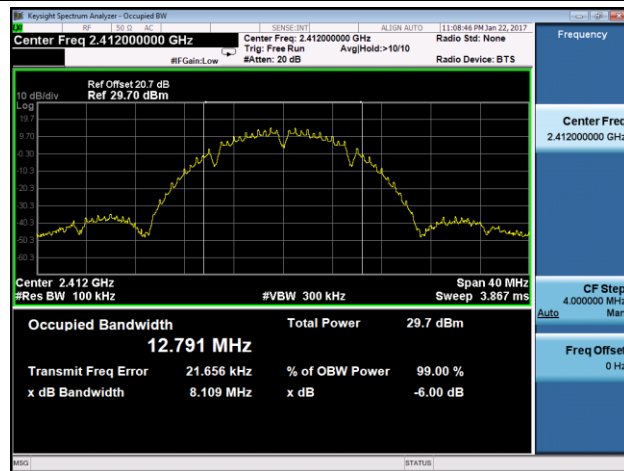 Keysight Spectrum Analyzer - Occupied BW
RF 50 Ω AC SENSE:INT ALIGN AUTO 11:08:46 PM Jan 22, 2017
Center Freq 2.412000000 GHz Center Freq: 2.412000000 GHz Radio Std: None
Trig: Free Run Avg|Hold:>10/10
#IFGain:Low #Atten: 20 dB Radio Device: BTS
Ref Offset 20.7 dB
10 dB/div Ref 29.70 dBm
Log
19.7
9.70
-0.30
-10.3
-20.3
-30.3
-40.3
-50.3
-60.3
Center 2.412 GHz Span 40 MHz
#Res BW 100 kHz #VBW 300 kHz Sweep 3.867 ms
Occupied Bandwidth Total Power 29.7 dBm
12.791 MHz
Transmit Freq Error 21.656 kHz % of OBW Power 99.00 %
x dB Bandwidth 8.109 MHz x dB -6.00 dB
MSG STATUS
Frequency
Center Freq
2.412000000 GHz
CF Step
4.000000 MHz
Auto Man
Freq Offset
0 Hz